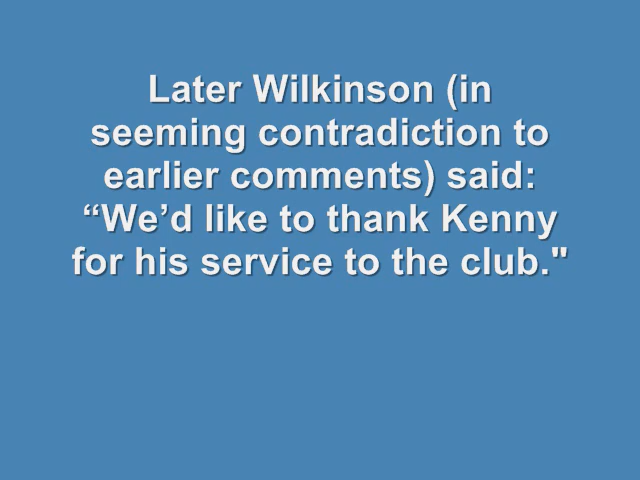 Later Wilkinson (in
seeming contradiction to
earlier comments) said:
“We’d like to thank Kenny
for his service to the club."